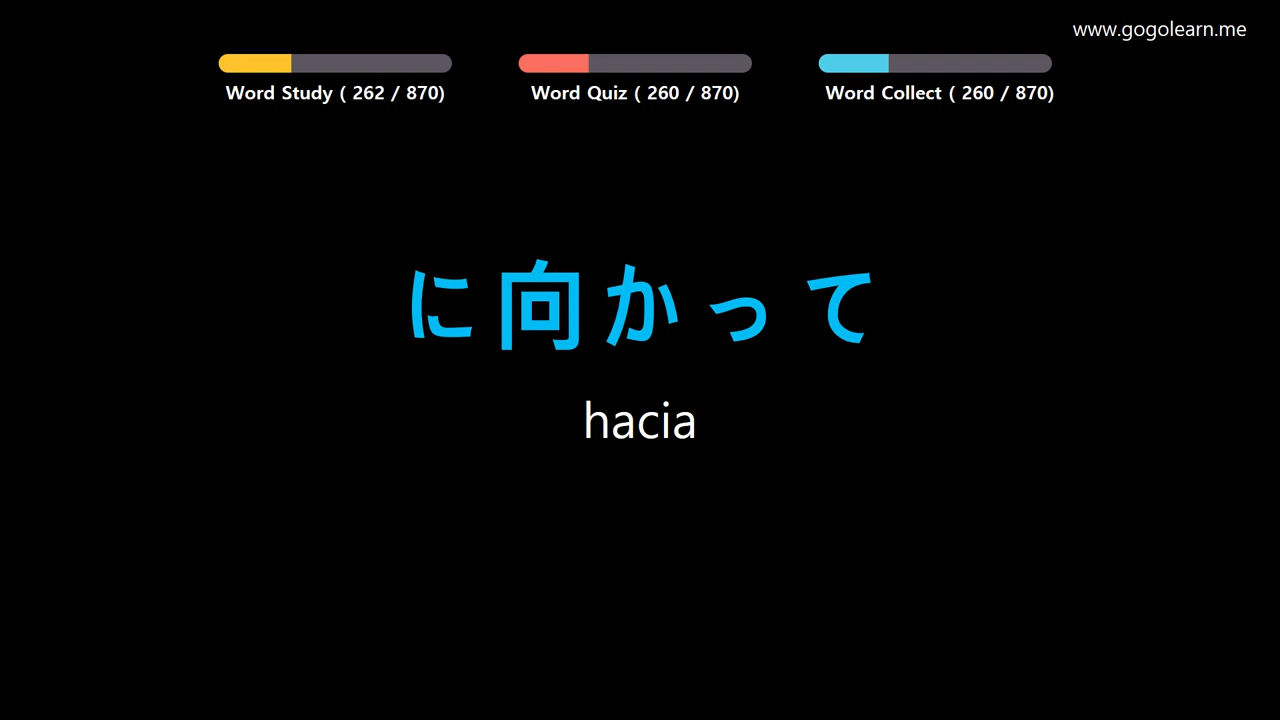 www.gogolearn.me
Word Study ( 262 / 870)
Word Quiz ( 260 / 870)
Word Collect ( 260 / 870)
に向かって
hacia